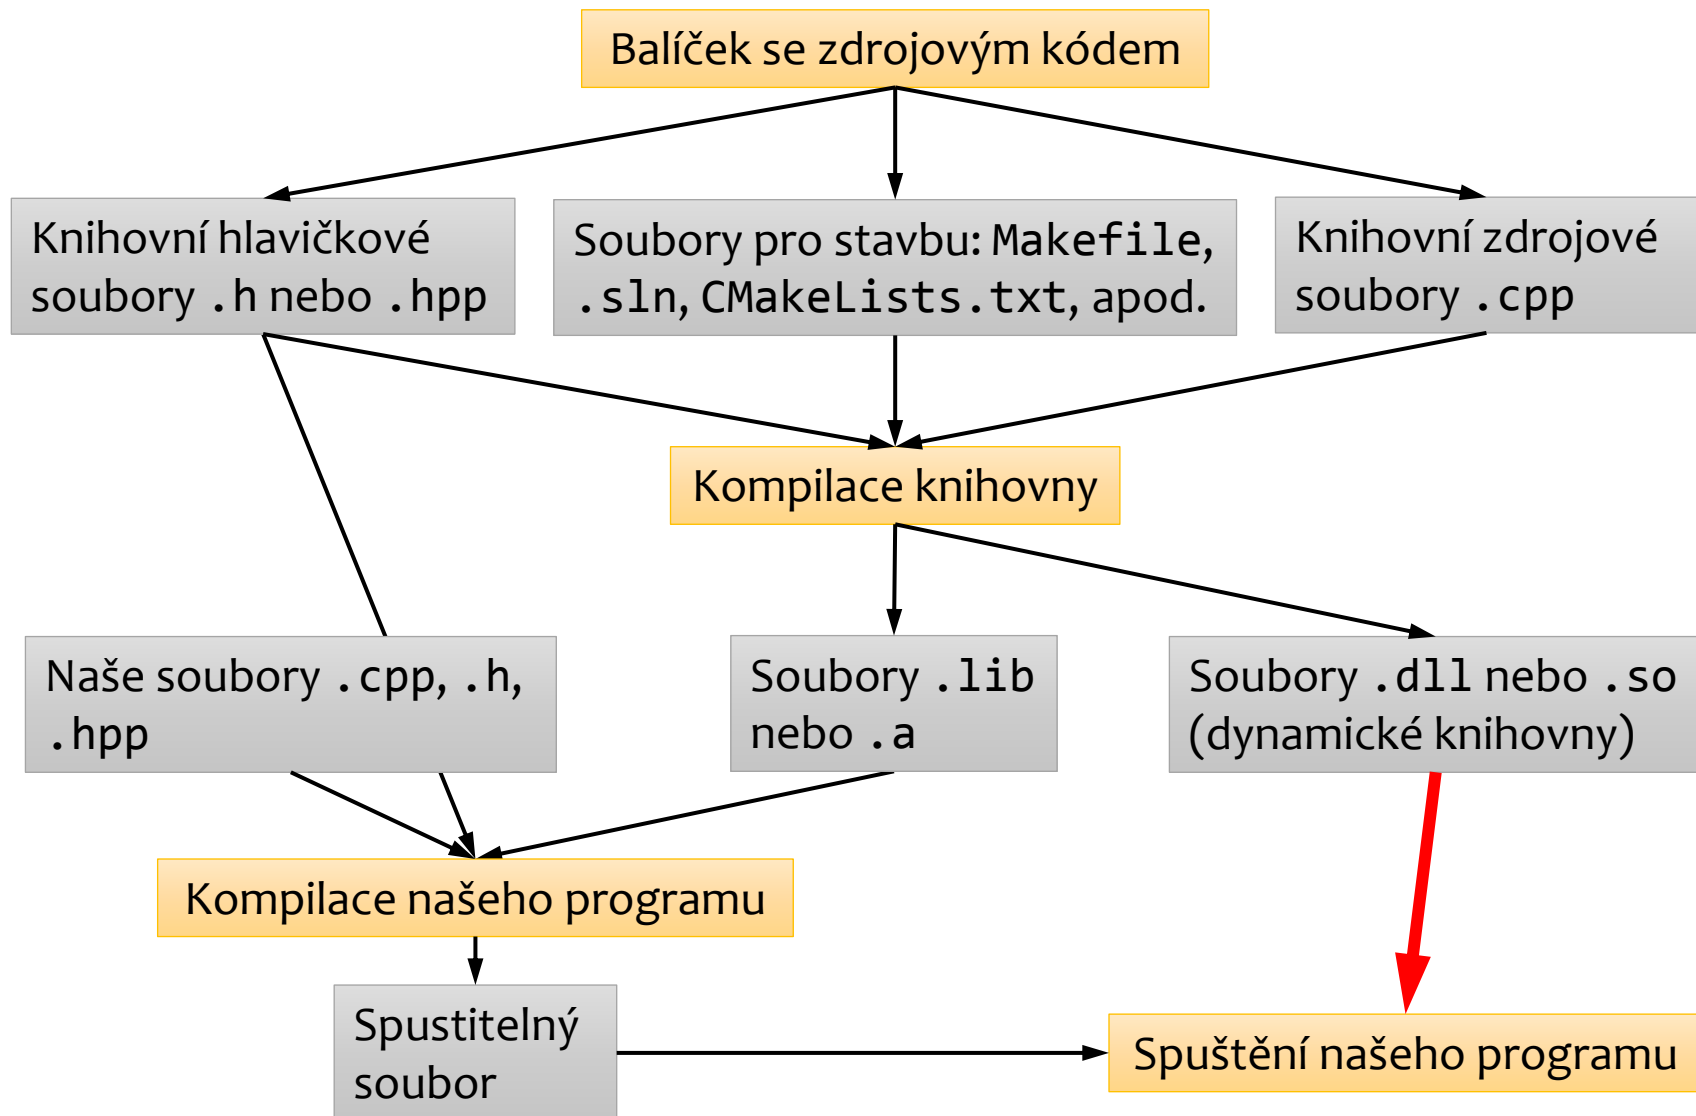 Balíček se zdrojovým kódem
Knihovní hlavičkové
soubory .h nebo .hpp
Soubory pro stavbu: Makefile,
.sln, CMakeLists.txt, apod.
Knihovní zdrojové
soubory .cpp
Kompilace knihovny
Naše soubory .cpp, .h,
.hpp
Soubory .lib
nebo .a
Soubory .dll nebo .so
(dynamické knihovny)
Kompilace našeho programu
Spustitelný
soubor
Spuštění našeho programu